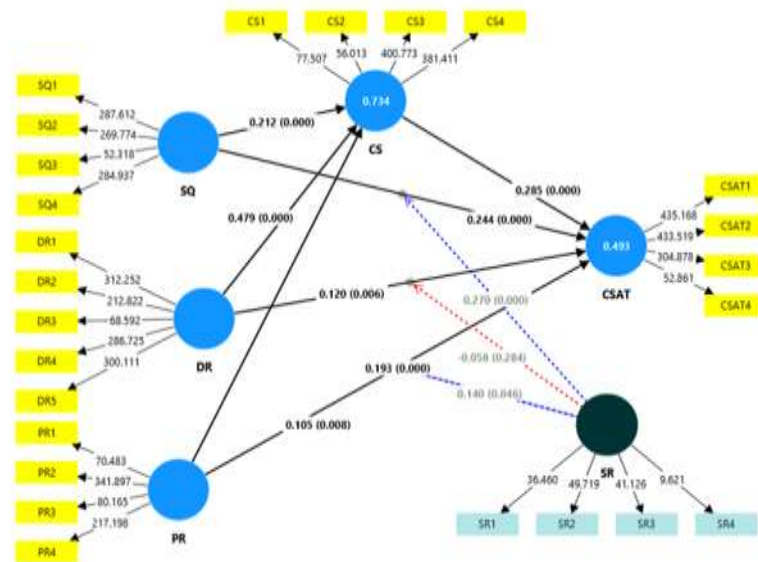 CS1
CS2
CS3
CS4
77.507
56.013
400.773
381.411
0.734
CS
SQ1
SQ2
SQ3
SQ4
287.612
269.774
52.318
284.937
SQ
0.212 (0.000)
0.285 (0.000)
0.479 (0.000)
0.244 (0.000)
CSAT1
CSAT2
CSAT3
CSAT4
435.168
433.519
304.878
52.861
0.493
CSAT
DR1
DR2
DR3
DR4
DR5
312.252
212.822
68.592
286.725
300.111
DR
0.120 (0.006)
0.270 (0.000)
-0.058 (0.284)
0.193 (0.000)
0.140 (0.046)
0.105 (0.008)
PR1
PR2
PR3
PR4
70.483
341.897
80.165
217.198
PR
SR
36.460
49.719
41.126
9.621
SR1
SR2
SR3
SR4